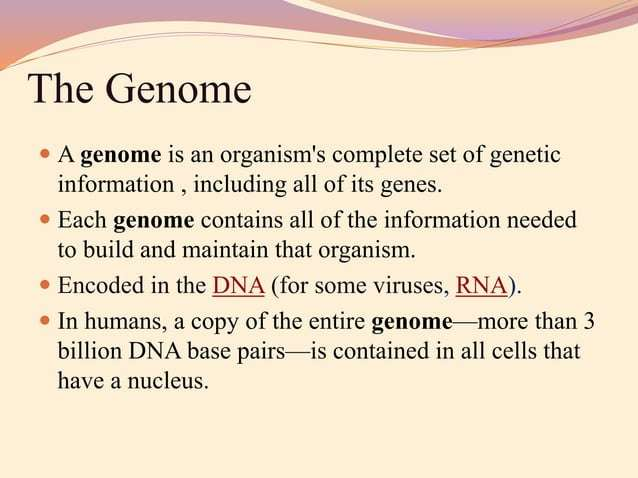 The Genome
A genome is an organism's complete set of genetic
information , including all of its genes.
Each genome contains all of the information needed
to build and maintain that organism.
Encoded in the DNA (for some viruses, RNA).
In humans, a copy of the entire genome—more than 3
billion DNA base pairs—is contained in all cells that
have a nucleus.